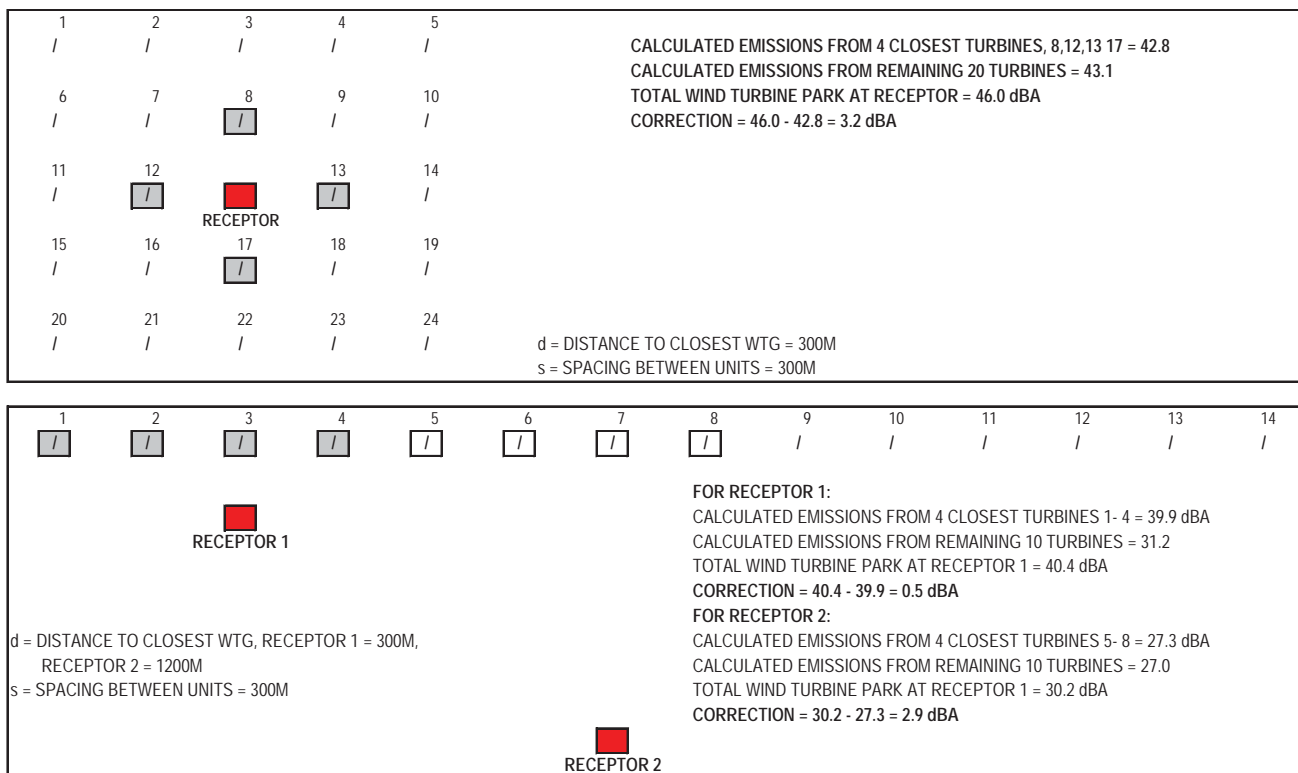 1 2 3 4 5
/ / / / /
CALCULATED EMISSIONS FROM 4 CLOSEST TURBINES, 8,12,13 17 = 42.8
CALCULATED EMISSIONS FROM REMAINING 20 TURBINES = 43.1
6 7 8 9 10
TOTAL WIND TURBINE PARK AT RECEPTOR = 46.0 dBA
/ / / / /
CORRECTION = 46.0 - 42.8 = 3.2 dBA
11 12 13 14
/ / / /
RECEPTOR
15 16 17 18 19
/ / / / /
20 21 22 23 24
/ / / / /
d = DISTANCE TO CLOSEST WTG = 300M
s = SPACING BETWEEN UNITS = 300M
1 2 3 4 5 6 7 8 9 10 11 12 13 14
/ / / / / / / / / / / / / /
RECEPTOR 1
FOR RECEPTOR 1:
CALCULATED EMISSIONS FROM 4 CLOSEST TURBINES 1- 4 = 39.9 dBA
CALCULATED EMISSIONS FROM REMAINING 10 TURBINES = 31.2
TOTAL WIND TURBINE PARK AT RECEPTOR 1 = 40.4 dBA
CORRECTION = 40.4 - 39.9 = 0.5 dBA
FOR RECEPTOR 2:
CALCULATED EMISSIONS FROM 4 CLOSEST TURBINES 5- 8 = 27.3 dBA
CALCULATED EMISSIONS FROM REMAINING 10 TURBINES = 27.0
TOTAL WIND TURBINE PARK AT RECEPTOR 1 = 30.2 dBA
CORRECTION = 30.2 - 27.3 = 2.9 dBA
d = DISTANCE TO CLOSEST WTG, RECEPTOR 1 = 300M,
RECEPTOR 2 = 1200M
s = SPACING BETWEEN UNITS = 300M
RECEPTOR 2